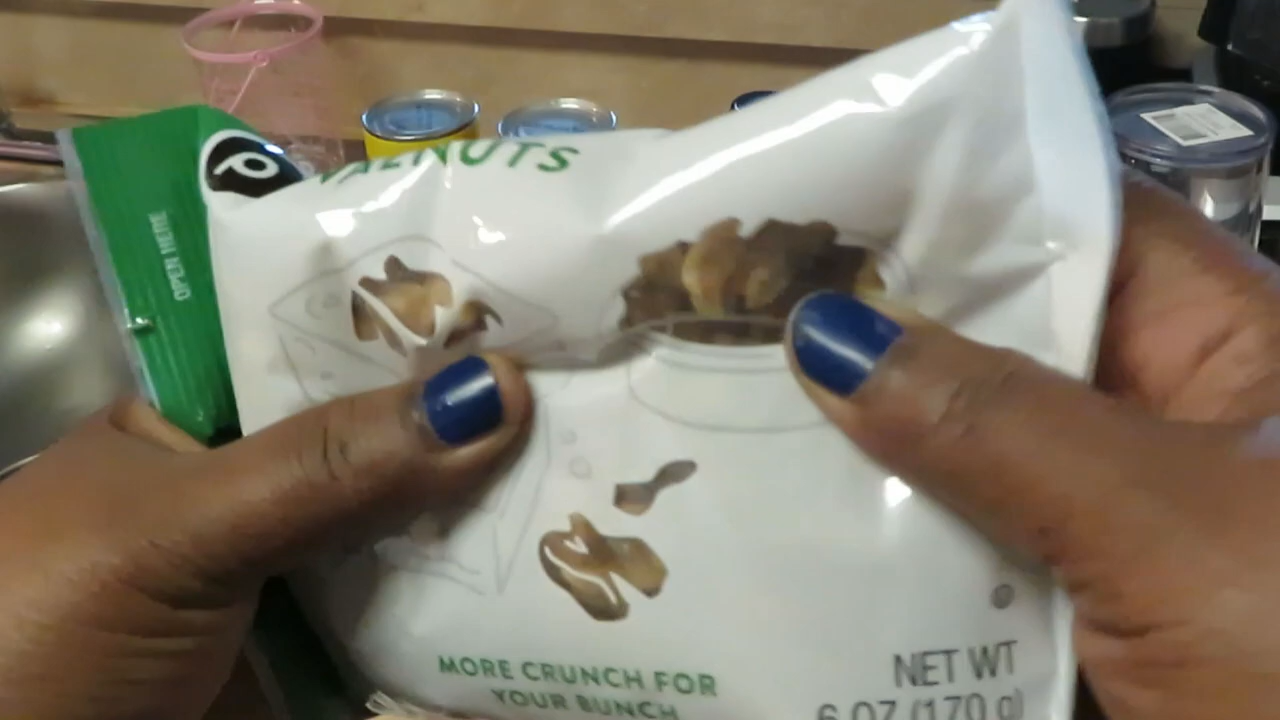 P
OPEN HERE
WALNUTS
MORE CRUNCH FOR
YOUR BUNCH
NET WT
6 OZ (170 g)